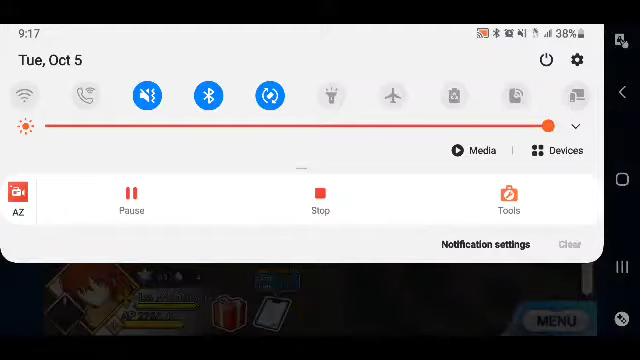 9:17
38%
Tue, Oct 5
Media
Devices
AZ
Pause
Stop
Tools
Notification settings
Clear
MENU